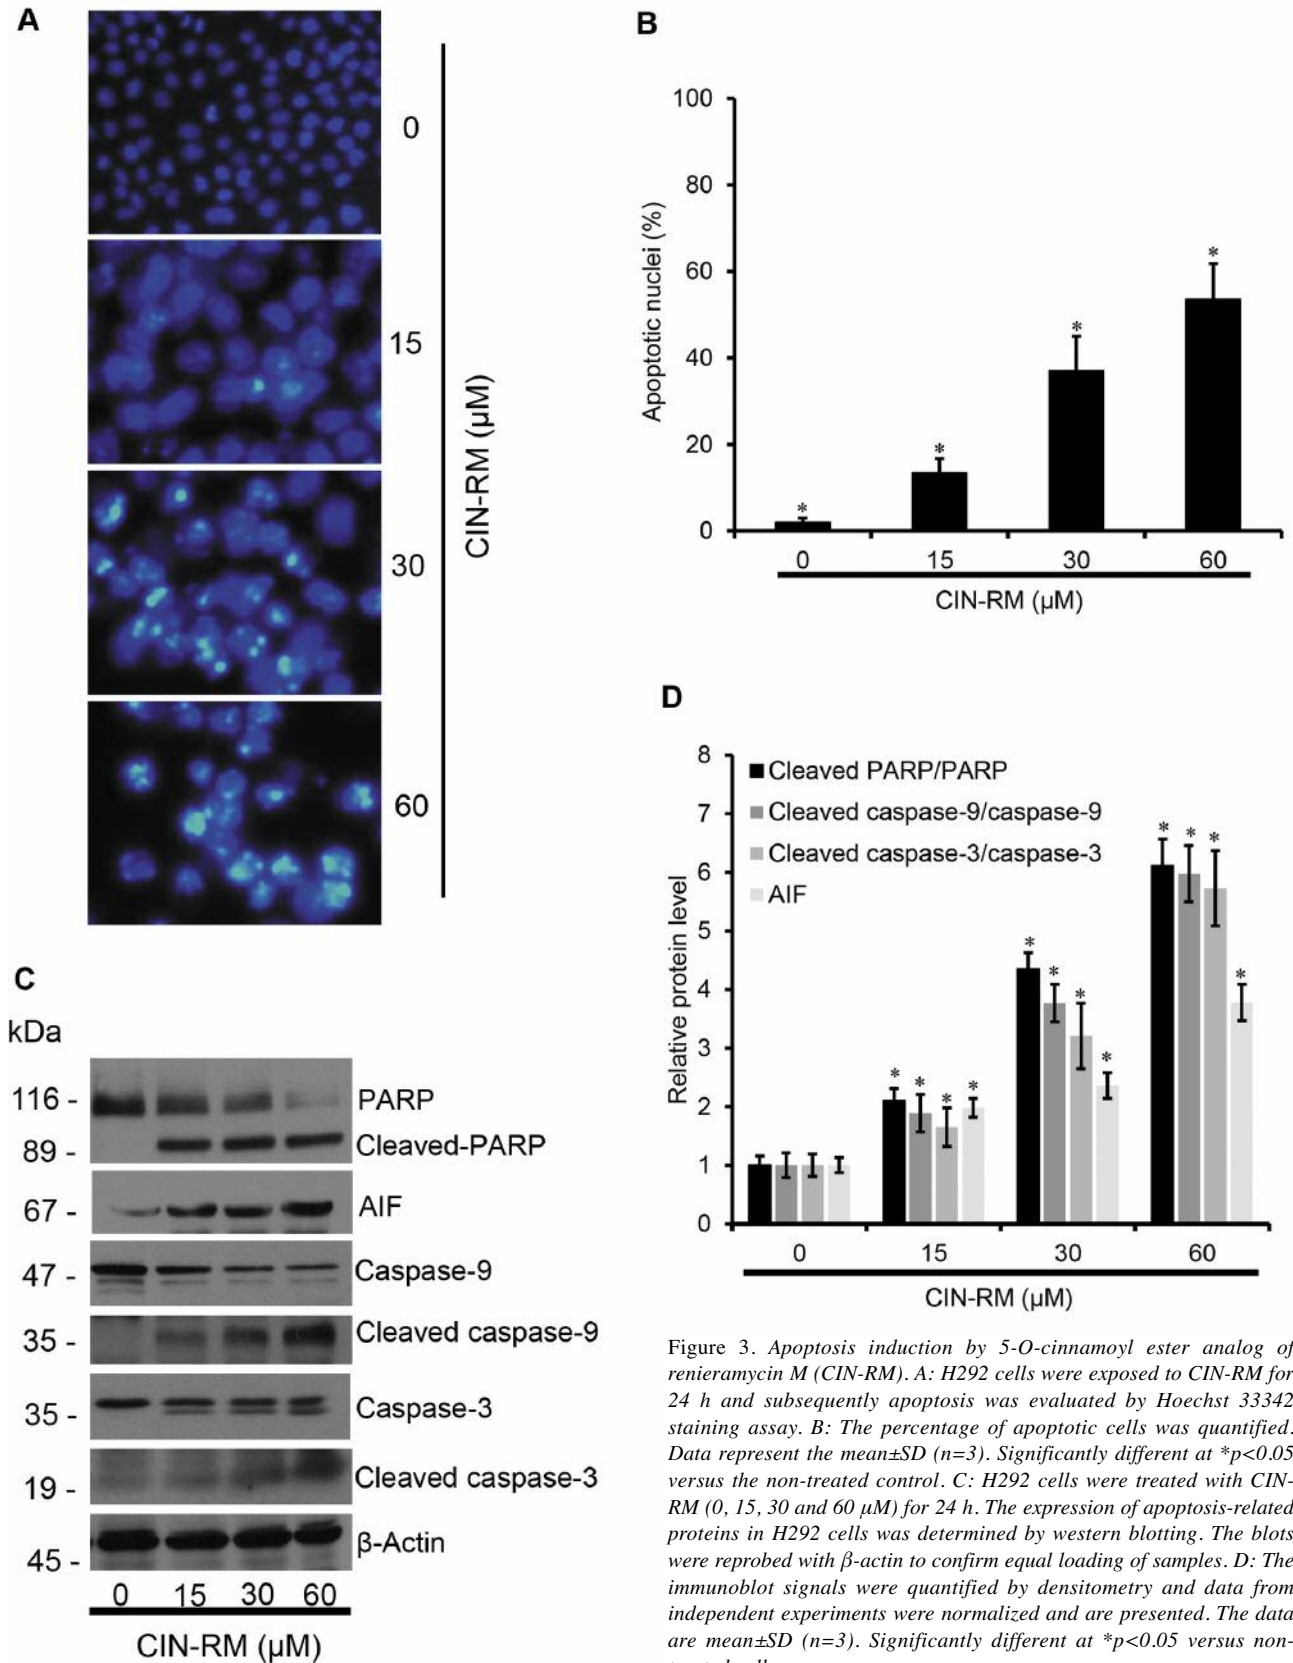 A
0
15
30
60
CIN-RM (µM)
B
100
80
60
40
20
0
Apoptotic nuclei (%)
*
*
*
*
0 15 30 60
CIN-RM (µM)
C
kDa
116 - PARP
89 - Cleaved-PARP
67 - AIF
47 - Caspase-9
35 - Cleaved caspase-9
35 - Caspase-3
19 - Cleaved caspase-3
45 - β-Actin
0 15 30 60
CIN-RM (µM)
D
8
7
6
5
4
3
2
1
0
Relative protein level
Cleaved PARP/PARP
Cleaved caspase-9/caspase-9
Cleaved caspase-3/caspase-3
AIF
* * * *
* * * *
* * * *
0 15 30 60
CIN-RM (µM)
Figure 3. Apoptosis induction by 5-O-cinnamoyl ester analog of
renieramycin M (CIN-RM). A: H292 cells were exposed to CIN-RM for
24 h and subsequently apoptosis was evaluated by Hoechst 33342
staining assay. B: The percentage of apoptotic cells was quantified.
Data represent the mean±SD (n=3). Significantly different at *p<0.05
versus the non-treated control. C: H292 cells were treated with CIN-
RM (0, 15, 30 and 60 µM) for 24 h. The expression of apoptosis-related
proteins in H292 cells was determined by western blotting. The blots
were reprobed with β-actin to confirm equal loading of samples. D: The
immunoblot signals were quantified by densitometry and data from
independent experiments were normalized and are presented. The data
are mean±SD (n=3). Significantly different at *p<0.05 versus non-